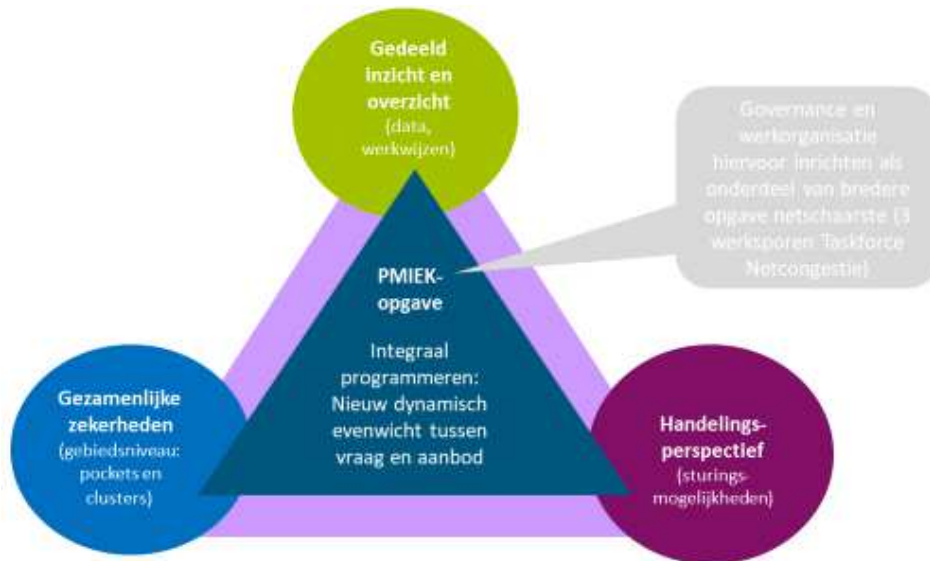 Gedeeld
inzicht en
overzicht
(data,
werkwijzen)
Governance en
werkorganisatie
hiervoor inrichten als
onderdeel van bredere
opgave netschaarste (3
werksporen Taskforce
Netcongestie)
PMIEK-
opgave
Integraal
programmeren:
Nieuw dynamisch
evenwicht tussen
vraag en aanbod
Gezamenlijke
zekerheden
(gebiedsniveau:
pockets en
clusters)
Handelings-
perspectief
(sturings-
mogelijkheden)